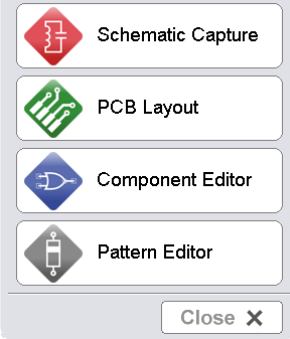 Schematic Capture
PCB Layout
Component Editor
Pattern Editor
Close